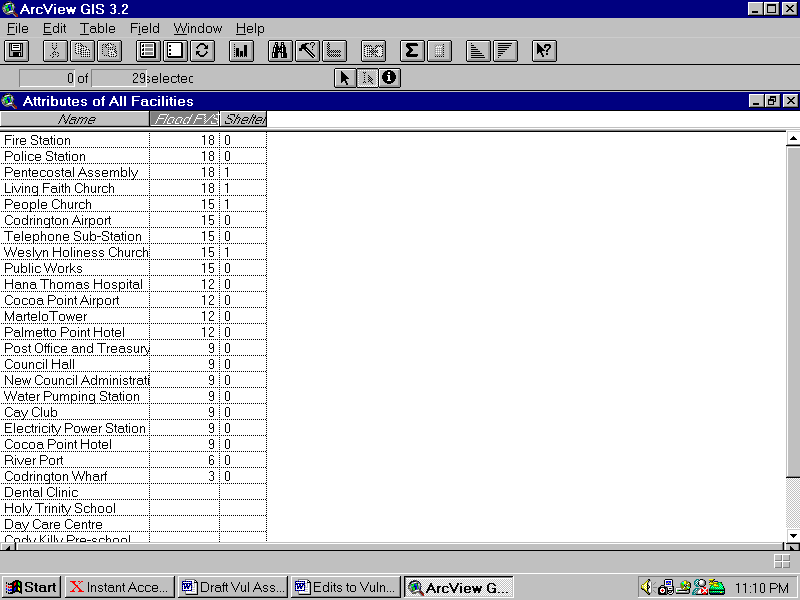 ArcView GIS 3.2
File Edit Table Field Window Help
0 of 29 selected
Attributes of All Facilities
Name Flood FVS Shelter
Fire Station 18 0
Police Station 18 0
Pentecostal Assembly 18 1
Living Faith Church 18 1
People Church 15 1
Codrington Airport 15 0
Telephone Sub-Station 15 0
Weslyn Holiness Church 15 1
Public Works 15 0
Hana Thomas Hospital 12 0
Cocoa Point Airport 12 0
MarteloTower 12 0
Palmetto Point Hotel 12 0
Post Office and Treasury 9 0
Council Hall 9 0
New Council Administrati 9 0
Water Pumping Station 9 0
Cay Club 9 0
Electricity Power Station 9 0
Cocoa Point Hotel 9 0
River Port 6 0
Codrington Wharf 3 0
Dental Clinic
Holy Trinity School
Day Care Centre
Cody Killy Pre-school
Start Instant Acce... Draft Vul Ass... Edits to Vuln... ArcView G... 11:10 PM